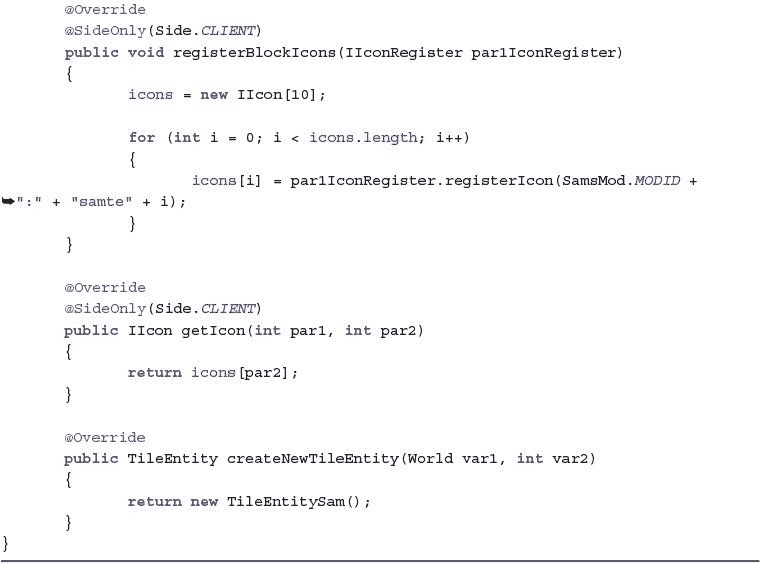 @Override
@SideOnly(Side.CLIENT)
public void registerBlockIcons(IIconRegister par1IconRegister)
{
icons = new IIcon[10];
for (int i = 0; i < icons.length; i++)
{
icons[i] = par1IconRegister.registerIcon(SamsMod.MODID +
➥":" + "samte" + i);
}
}
@Override
@SideOnly(Side.CLIENT)
public IIcon getIcon(int par1, int par2)
{
return icons[par2];
}
@Override
public TileEntity createNewTileEntity(World var1, int var2)
{
return new TileEntitySam();
}
}